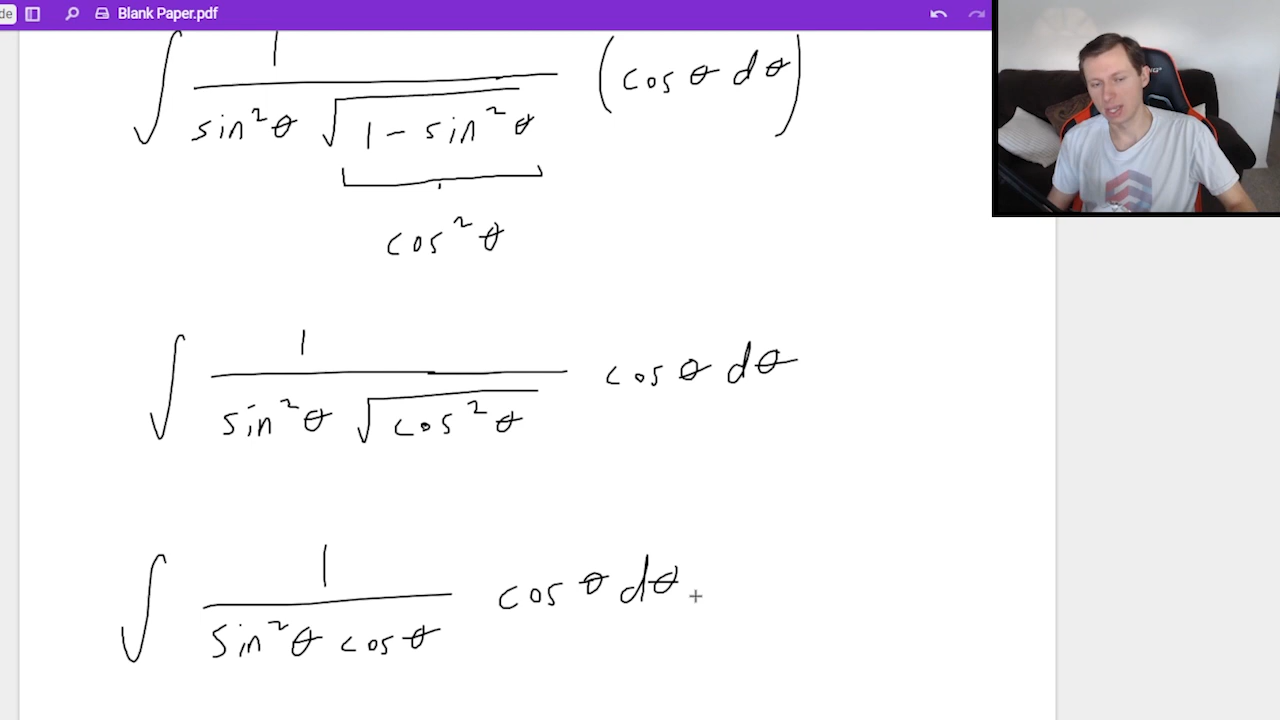 de Blank Paper.pdf
∫ 1 / (sin²θ √(1 − sin²θ)) (cos θ dθ)
cos²θ
∫ 1 / (sin²θ √(cos²θ)) cos θ dθ
∫ 1 / (sin²θ cos θ) cos θ dθ